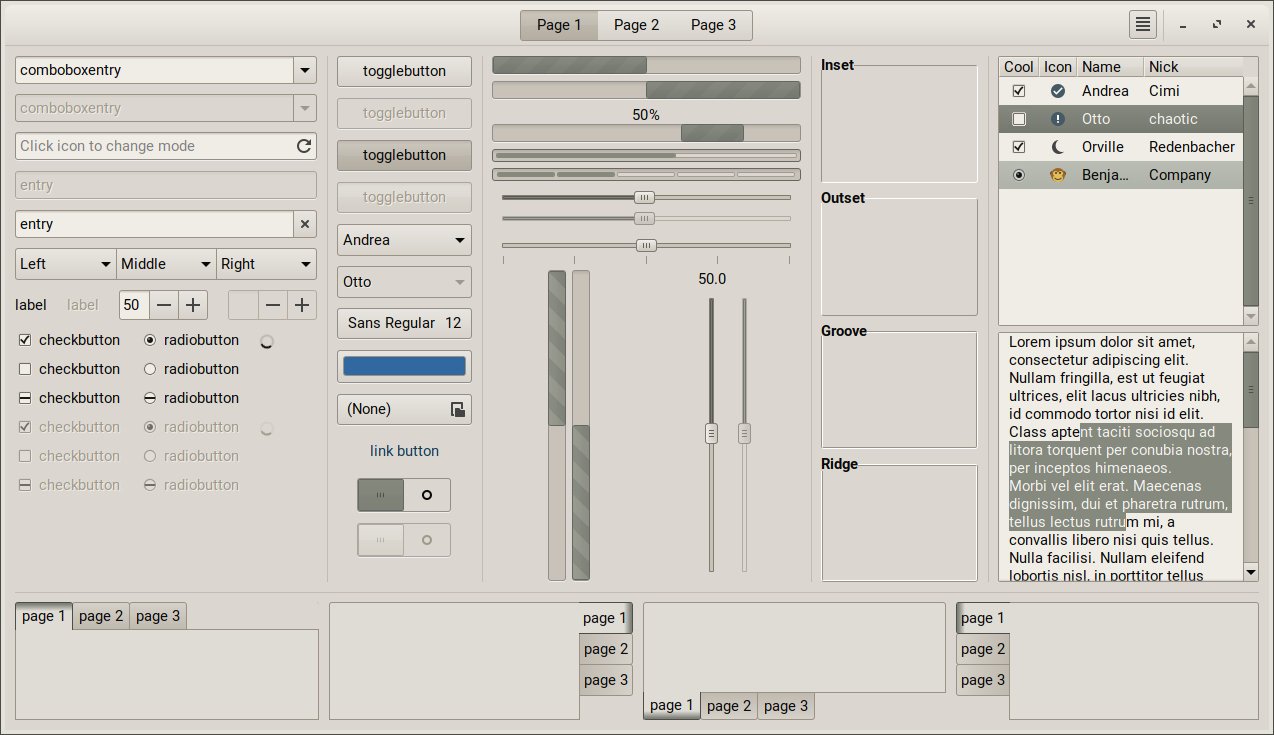 Page 1 Page 2 Page 3
comboboxentry
comboboxentry
Click icon to change mode
entry
entry
Left Middle Right
label label 50
checkbutton radiobutton
checkbutton radiobutton
checkbutton radiobutton
checkbutton radiobutton
checkbutton radiobutton
checkbutton radiobutton
togglebutton
togglebutton
togglebutton
togglebutton
Andrea
Otto
Sans Regular 12
(None)
link button
50%
50.0
Inset
Outset
Groove
Ridge
Cool Icon Name Nick
Andrea Cimi
Otto chaotic
Orville Redenbacher
Benja... Company
Lorem ipsum dolor sit amet,
consectetur adipiscing elit.
Nullam fringilla, est ut feugiat
ultrices, elit lacus ultricies nibh,
id commodo tortor nisi id elit.
Class aptent taciti sociosqu ad
litora torquent per conubia nostra,
per inceptos himenaeos.
Morbi vel elit erat. Maecenas
dignissim, dui et pharetra rutrum,
tellus lectus rutrum mi, a
convallis libero nisi quis tellus.
Nulla facilisi. Nullam eleifend
lobortis nisl, in porttitor tellus
page 1 page 2 page 3
page 1
page 2
page 3
page 1 page 2 page 3
page 1
page 2
page 3